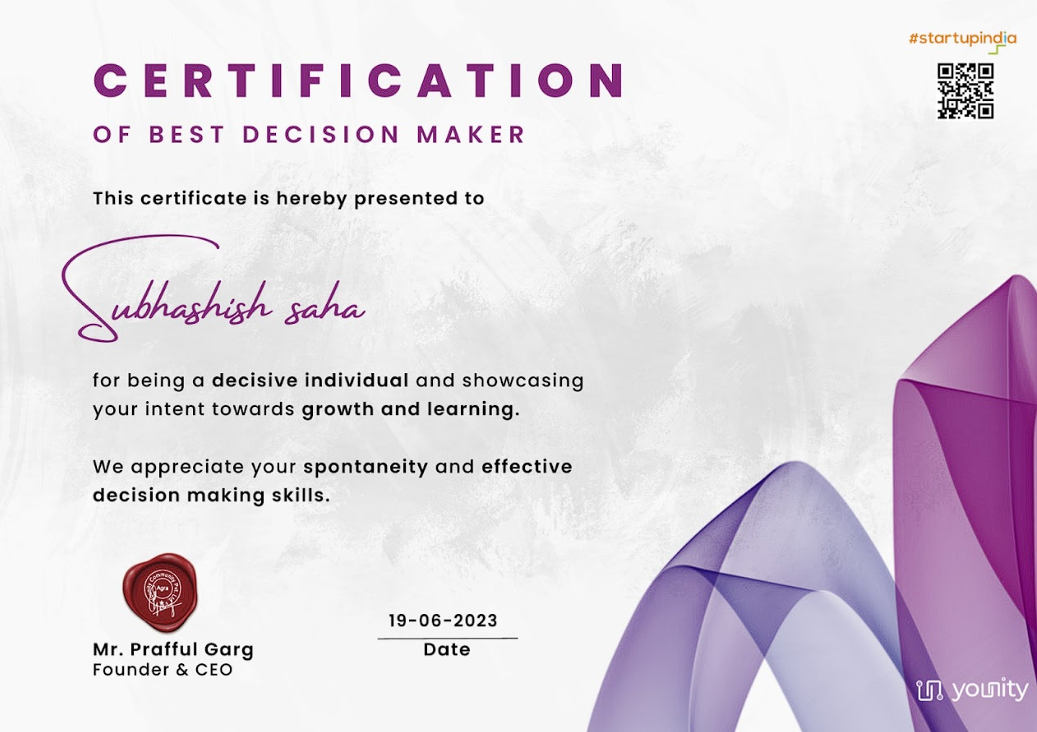 #startupindia
CERTIFICATION
OF BEST DECISION MAKER
This certificate is hereby presented to
Subhashish saha
for being a decisive individual and showcasing
your intent towards growth and learning.
We appreciate your spontaneity and effective
decision making skills.
Agra
Mr. Prafful Garg
Founder & CEO
19-06-2023
Date
younity